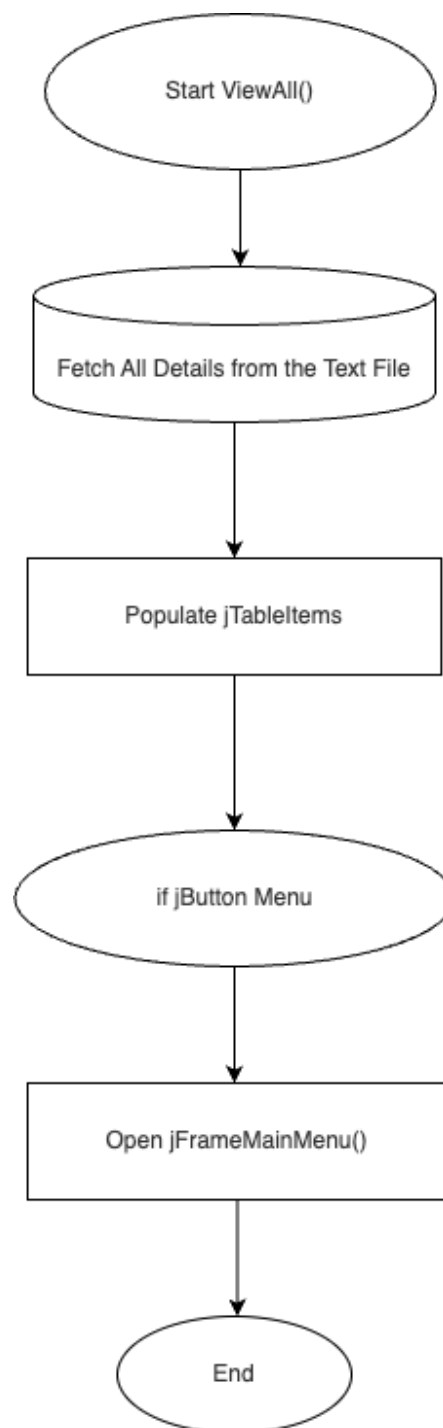 Start ViewAll()
Fetch All Details from the Text File
Populate jTableItems
if jButton Menu
Open jFrameMainMenu()
End